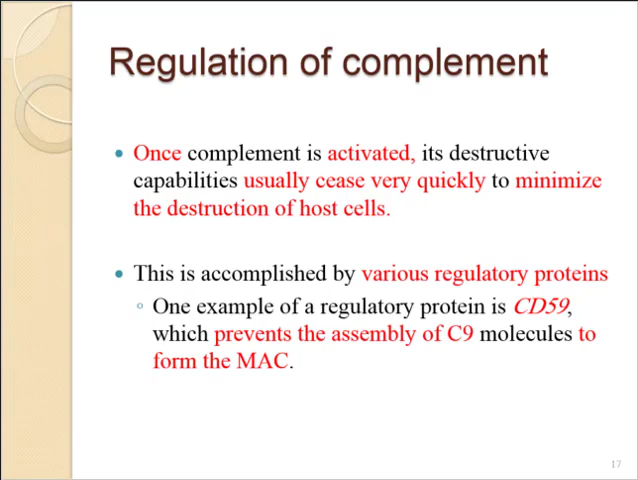 Regulation of complement
• Once complement is activated, its destructive
capabilities usually cease very quickly to minimize
the destruction of host cells.
• This is accomplished by various regulatory proteins
◦ One example of a regulatory protein is CD59,
which prevents the assembly of C9 molecules to
form the MAC.
17